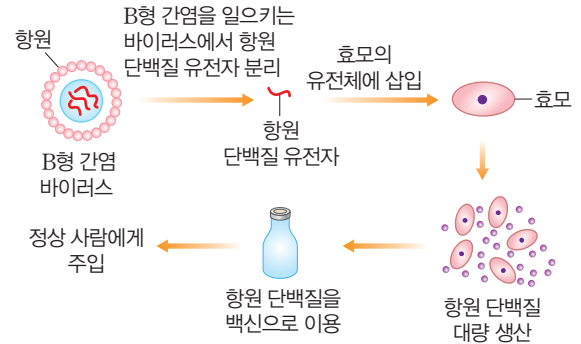 항원
B형 간염을 일으키는
바이러스에서 항원
단백질 유전자 분리
B형 간염
바이러스
항원
단백질 유전자
효모의
유전체에 삽입
효모
항원 단백질
대량 생산
항원 단백질을
백신으로 이용
정상 사람에게
주입